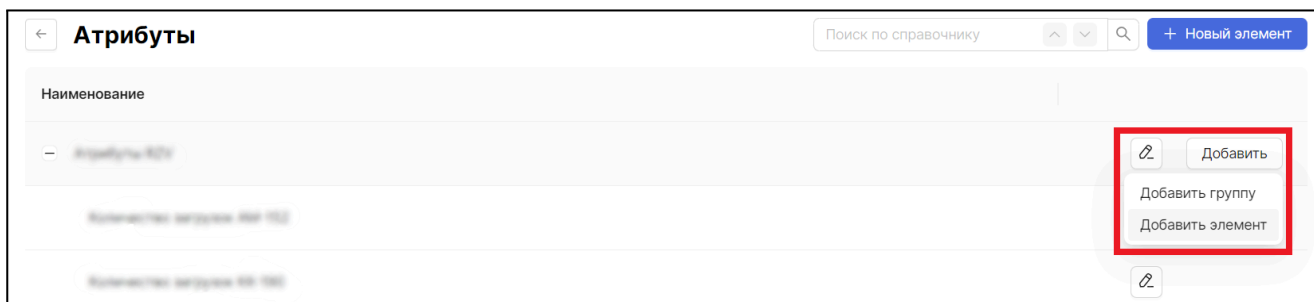 Атрибуты
Поиск по справочнику
+ Новый элемент
Наименование
Добавить
Добавить группу
Добавить элемент